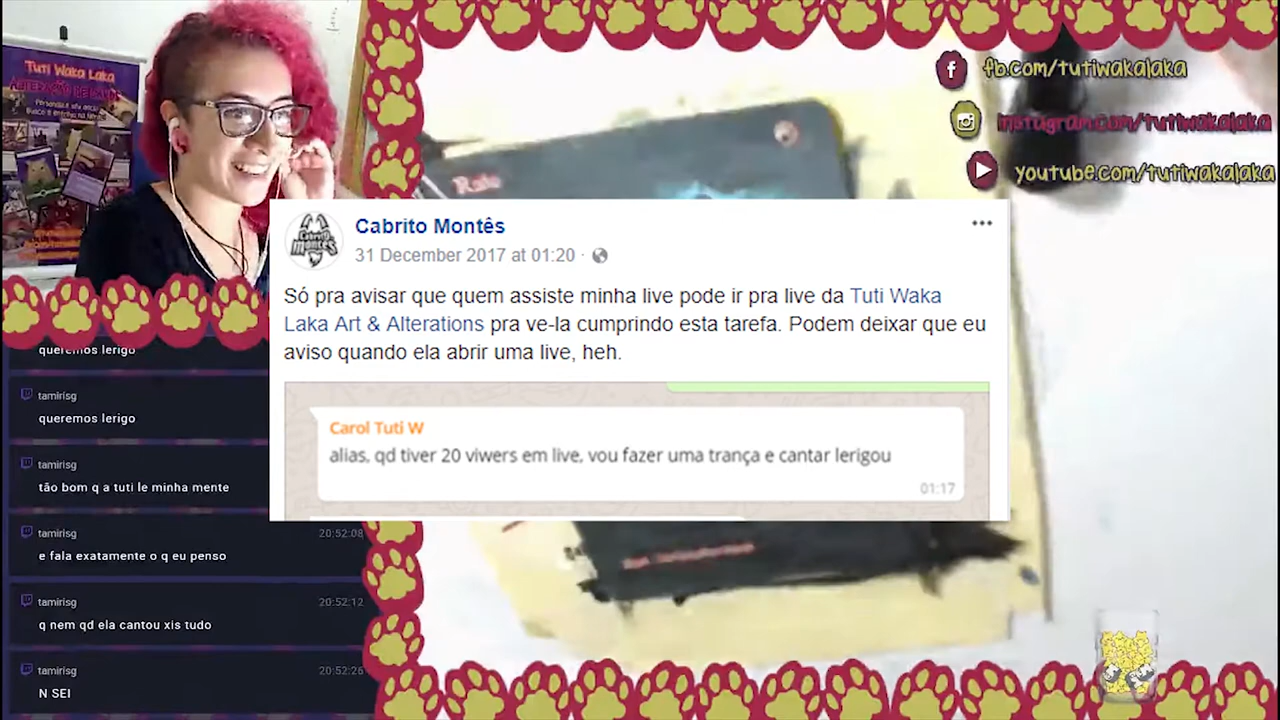 Tuti Waka Laka
fb.com/tutiwakalaka
instagram.com/tutiwakalaka
youtube.com/tutiwakalaka
Cabrito Montês
31 December 2017 at 01:20
Só pra avisar que quem assiste minha live pode ir pra live da Tuti Waka
Laka Art & Alterations pra ve-la cumprindo esta tarefa. Podem deixar que eu
aviso quando ela abrir uma live, heh.
Carol Tuti W
alias, qd tiver 20 viwers em live, vou fazer uma trança e cantar lerigou
01:17
queremos lerigo
tamirisg
queremos lerigo
tamirisg
tão bom q a tuti le minha mente
tamirisg 20:52:08
e fala exatamente o q eu penso
tamirisg 20:52:12
q nem qd ela cantou xis tudo
tamirisg 20:52:26
N SEI